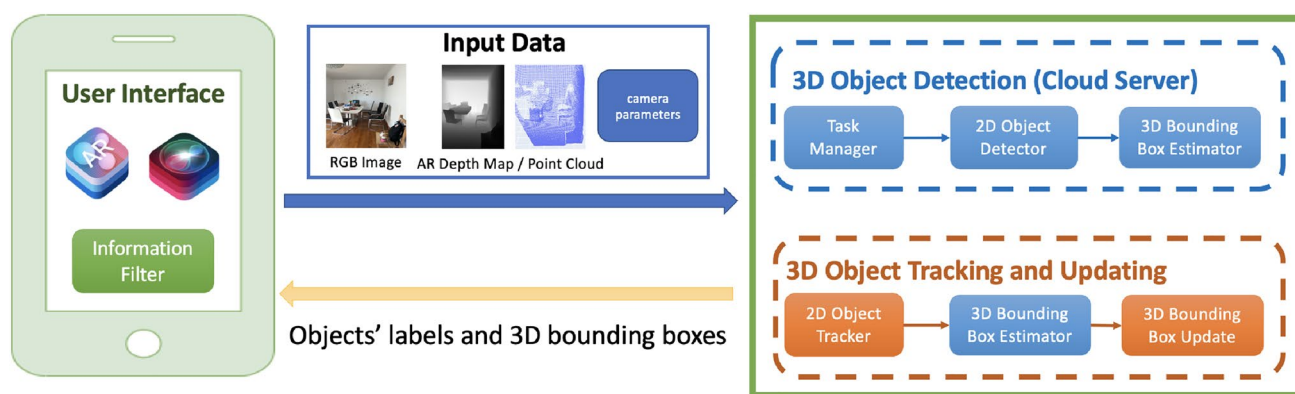 User Interface
AR
Information
Filter
Input Data
RGB Image
AR Depth Map / Point Cloud
camera
parameters
Objects' labels and 3D bounding boxes
3D Object Detection (Cloud Server)
Task
Manager
2D Object
Detector
3D Bounding
Box Estimator
3D Object Tracking and Updating
2D Object
Tracker
3D Bounding
Box Estimator
3D Bounding
Box Update